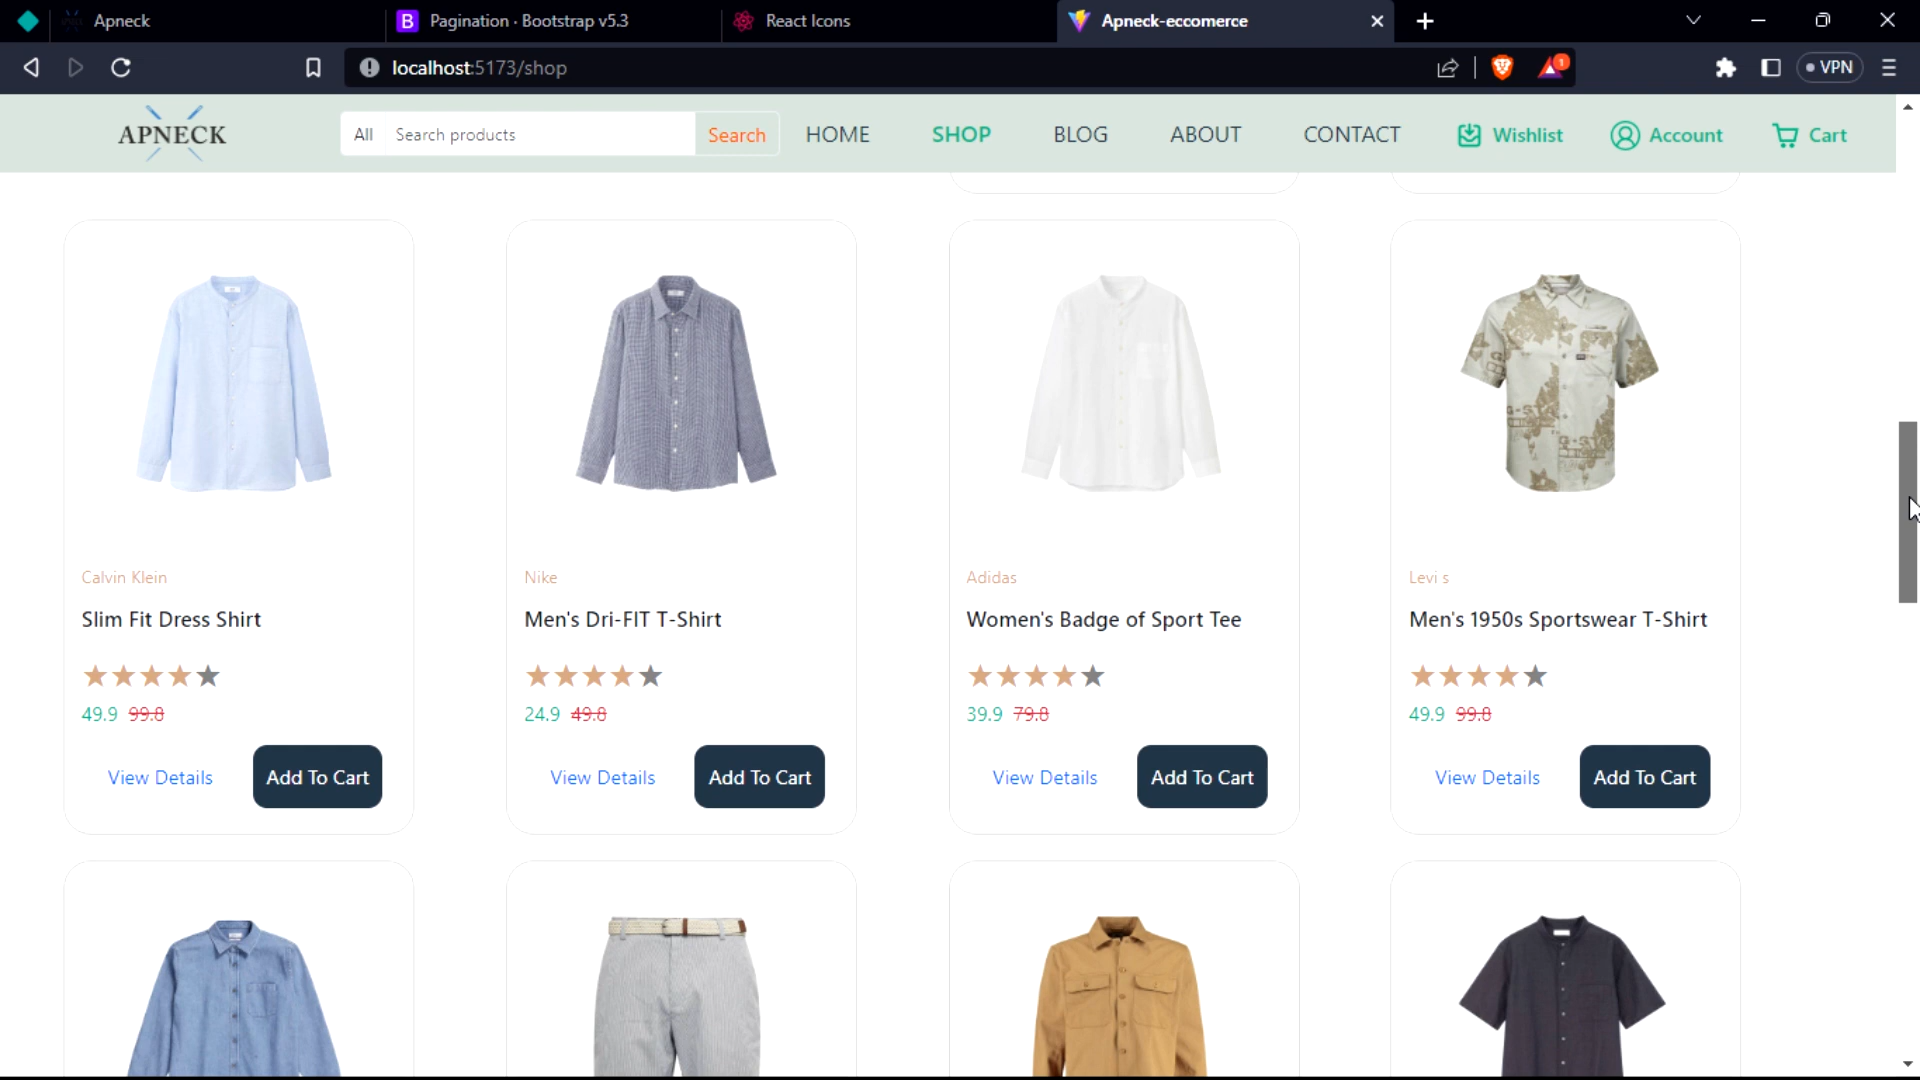 Apneck
B Pagination · Bootstrap v5.3
React Icons
Apneck-eccomerce
localhost:5173/shop
1
VPN
APNECK
All Search products Search
HOME SHOP BLOG ABOUT CONTACT Wishlist Account Cart
Calvin Klein Nike Adidas Levi s
Slim Fit Dress Shirt Men's Dri-FIT T-Shirt Women's Badge of Sport Tee Men's 1950s Sportswear T-Shirt
49.9 99.8 24.9 49.8 39.9 79.8 49.9 99.8
View Details Add To Cart View Details Add To Cart View Details Add To Cart View Details Add To Cart